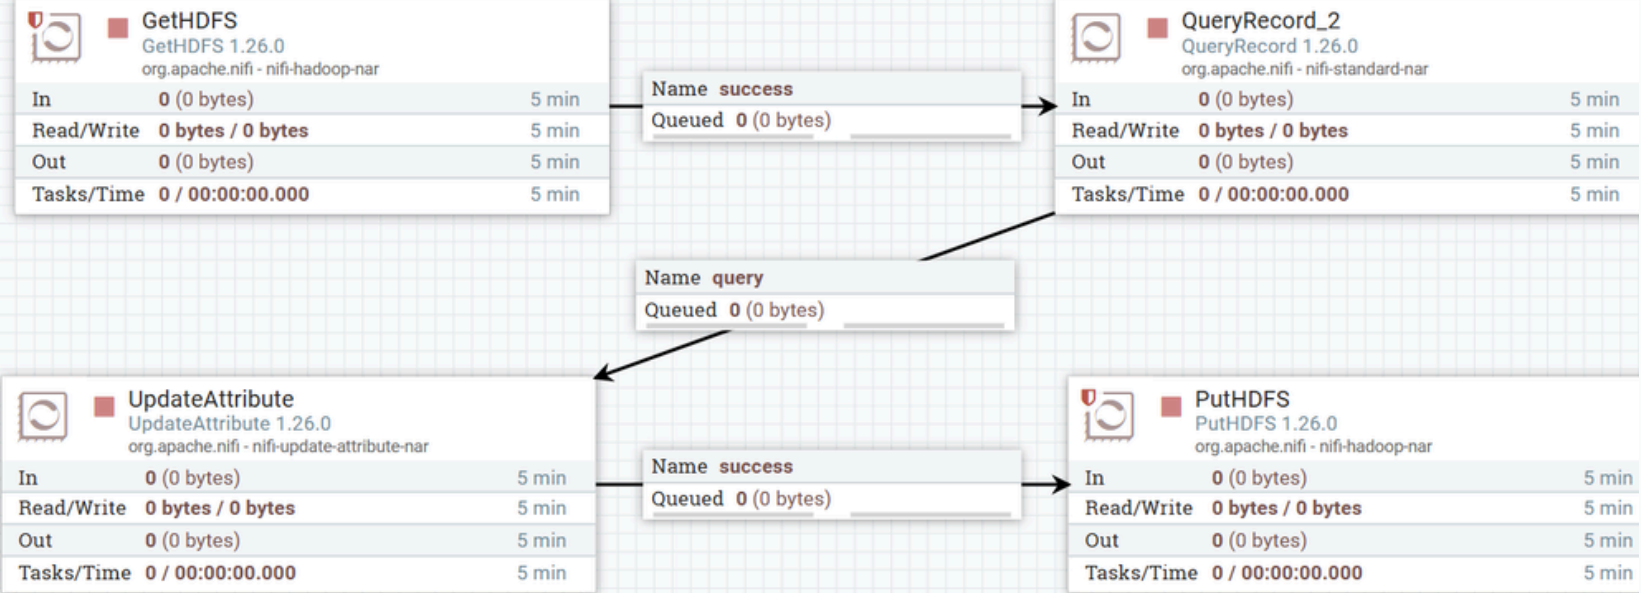 GetHDFS
GetHDFS 1.26.0
org.apache.nifi - nifi-hadoop-nar
In 0 (0 bytes) 5 min
Read/Write 0 bytes / 0 bytes 5 min
Out 0 (0 bytes) 5 min
Tasks/Time 0 / 00:00:00.000 5 min
Name success
Queued 0 (0 bytes)
QueryRecord_2
QueryRecord 1.26.0
org.apache.nifi - nifi-standard-nar
In 0 (0 bytes) 5 min
Read/Write 0 bytes / 0 bytes 5 min
Out 0 (0 bytes) 5 min
Tasks/Time 0 / 00:00:00.000 5 min
Name query
Queued 0 (0 bytes)
UpdateAttribute
UpdateAttribute 1.26.0
org.apache.nifi - nifi-update-attribute-nar
In 0 (0 bytes) 5 min
Read/Write 0 bytes / 0 bytes 5 min
Out 0 (0 bytes) 5 min
Tasks/Time 0 / 00:00:00.000 5 min
Name success
Queued 0 (0 bytes)
PutHDFS
PutHDFS 1.26.0
org.apache.nifi - nifi-hadoop-nar
In 0 (0 bytes) 5 min
Read/Write 0 bytes / 0 bytes 5 min
Out 0 (0 bytes) 5 min
Tasks/Time 0 / 00:00:00.000 5 min